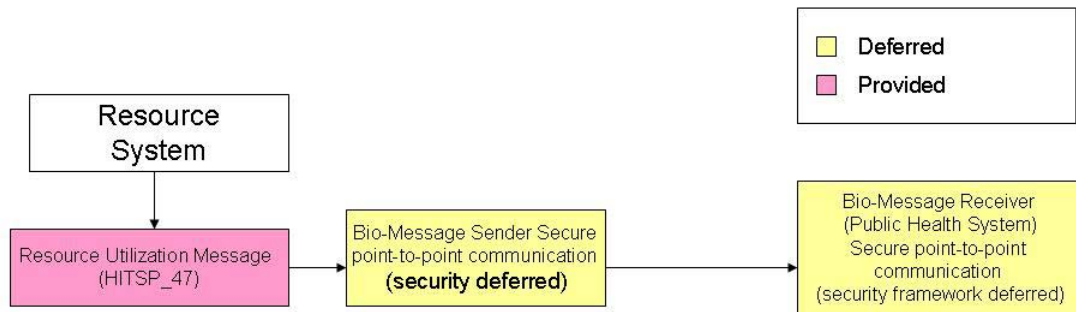 Deferred
Provided
Resource
System
Resource Utilization Message
(HITSP_47)
Bio-Message Sender Secure
point-to-point communication
(security deferred)
Bio-Message Receiver
(Public Health System)
Secure point-to-point
communication
(security framework deferred)